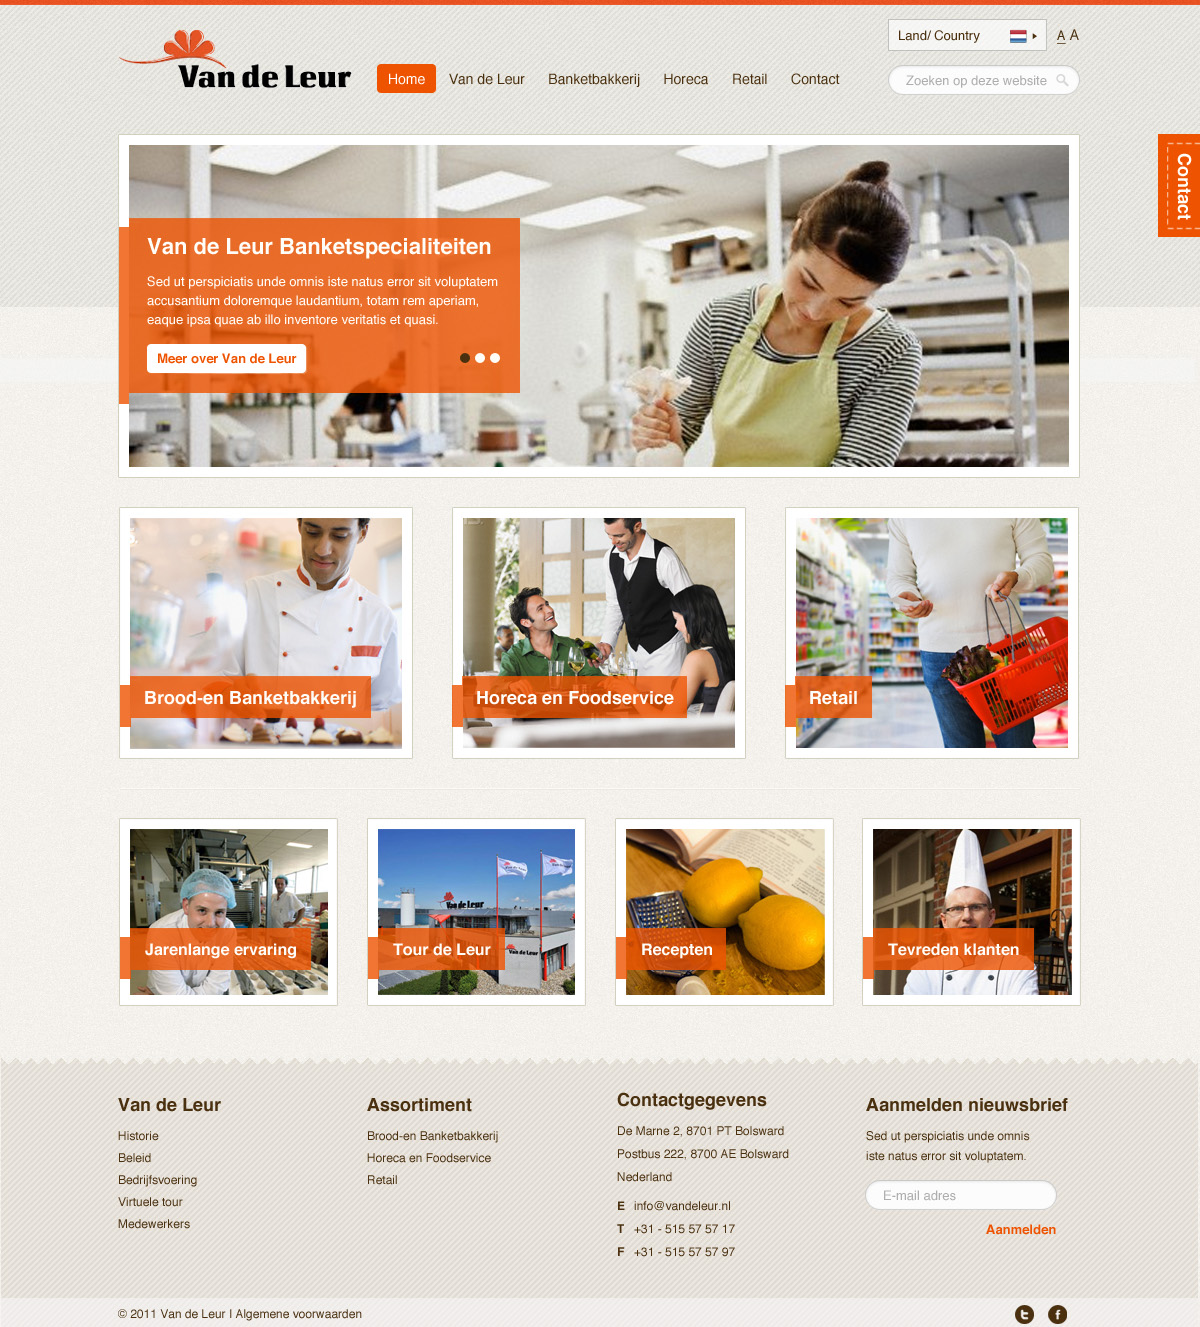 Land/ Country
A A
Van de Leur
Home Van de Leur Banketbakkerij Horeca Retail Contact
Zoeken op deze website
Contact
Van de Leur Banketspecialiteiten
Sed ut perspiciatis unde omnis iste natus error sit voluptatem
accusantium doloremque laudantium, totam rem aperiam,
eaque ipsa quae ab illo inventore veritatis et quasi.
Meer over Van de Leur
Brood-en Banketbakkerij
Horeca en Foodservice
Retail
Van de Leur
Van de Leur
Jarenlange ervaring
Tour de Leur
Recepten
Tevreden klanten
Van de Leur
Historie
Beleid
Bedrijfsvoering
Virtuele tour
Medewerkers
Assortiment
Brood-en Banketbakkerij
Horeca en Foodservice
Retail
Contactgegevens
De Marne 2, 8701 PT Bolsward
Postbus 222, 8700 AE Bolsward
Nederland
E info@vandeleur.nl
T +31 - 515 57 57 17
F +31 - 515 57 57 97
Aanmelden nieuwsbrief
Sed ut perspiciatis unde omnis
iste natus error sit voluptatem.
E-mail adres
Aanmelden
© 2011 Van de Leur I Algemene voorwaarden